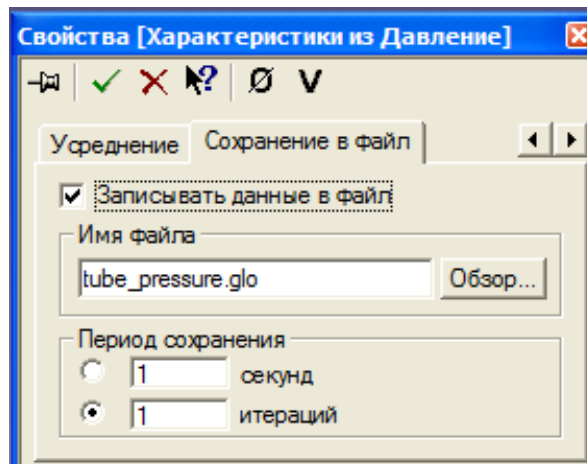 Свойства [Характеристики из Давление]
Усреднение Сохранение в файл
Записывать данные в файл
Имя файла
tube_pressure.glo Обзор...
Период сохранения
1 секунд
1 итераций